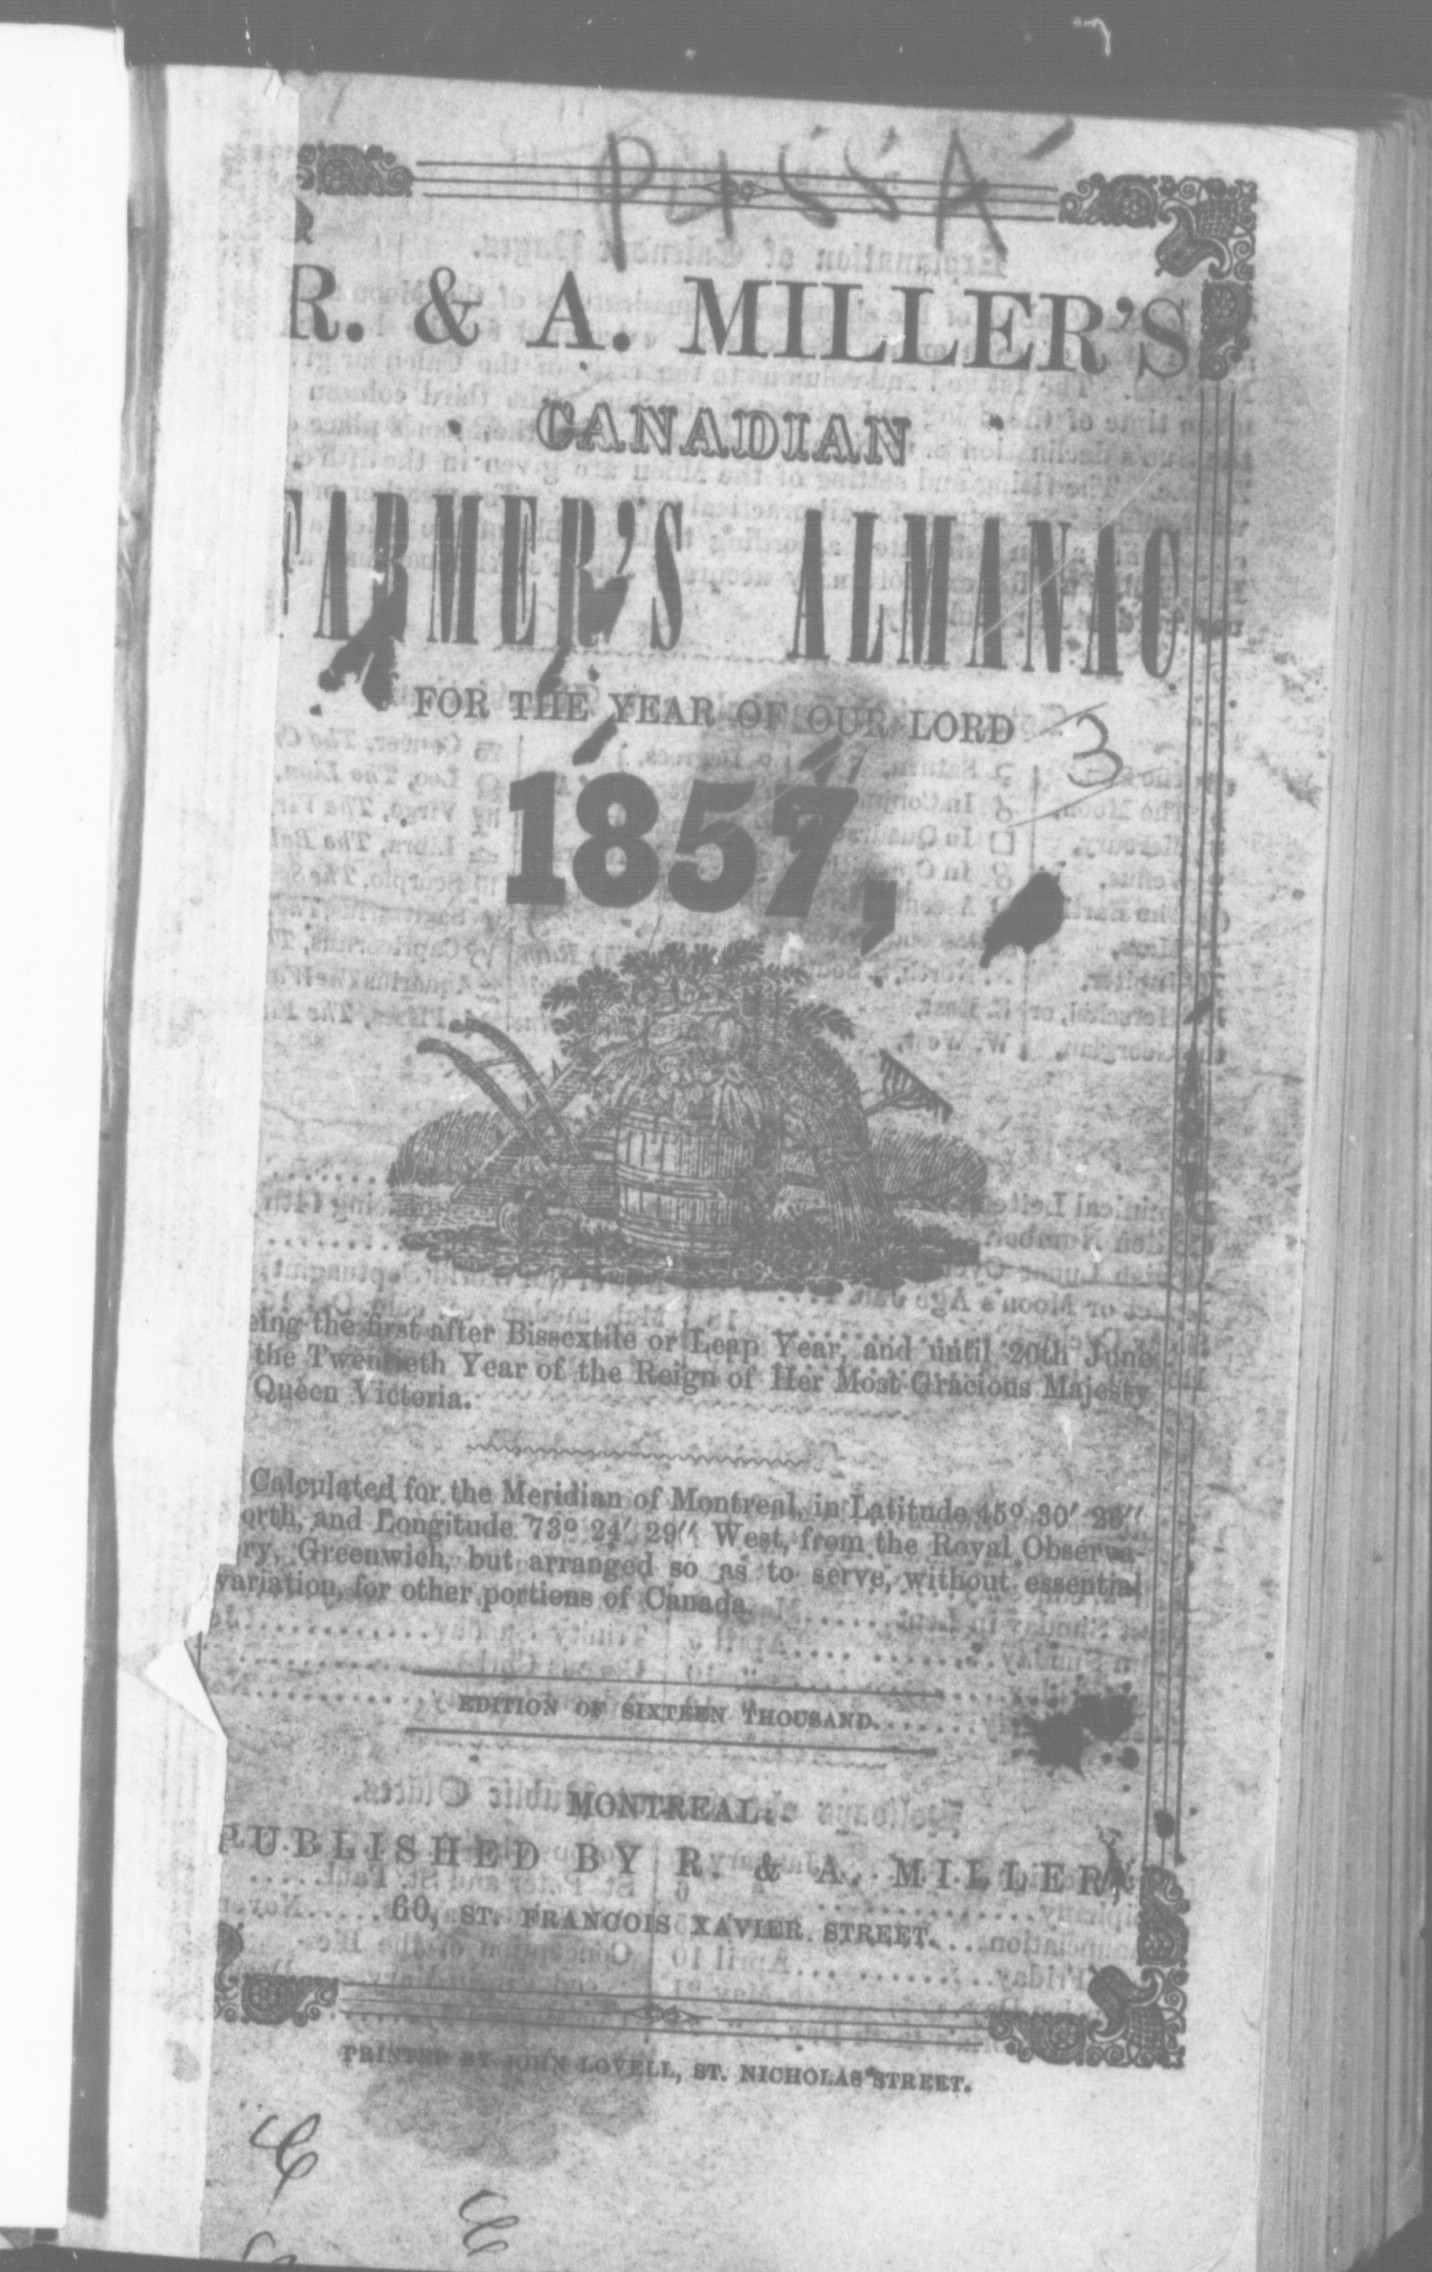 R. & A. MILLER'S
CANADIAN
FARMER'S ALMANAC
FOR THE YEAR OF OUR LORD
3
1857,
eing the first after Bissextile or Leap Year, and until 20th June
the Twentieth Year of the Reign of Her Most Gracious Majesty
Queen Victoria.
Calculated for the Meridian of Montreal, in Latitude 45° 30′ 26″
orth, and Longitude 73° 24′ 29″ West, from the Royal Observa-
ry, Greenwich, but arranged so as to serve, without essential
variation, for other portions of Canada.
EDITION OF SIXTEEN THOUSAND.
MONTREAL:
PUBLISHED BY R. & A. MILLER,
60, ST. FRANCOIS XAVIER STREET.
PRINTED BY JOHN LOVELL, ST. NICHOLAS STREET.